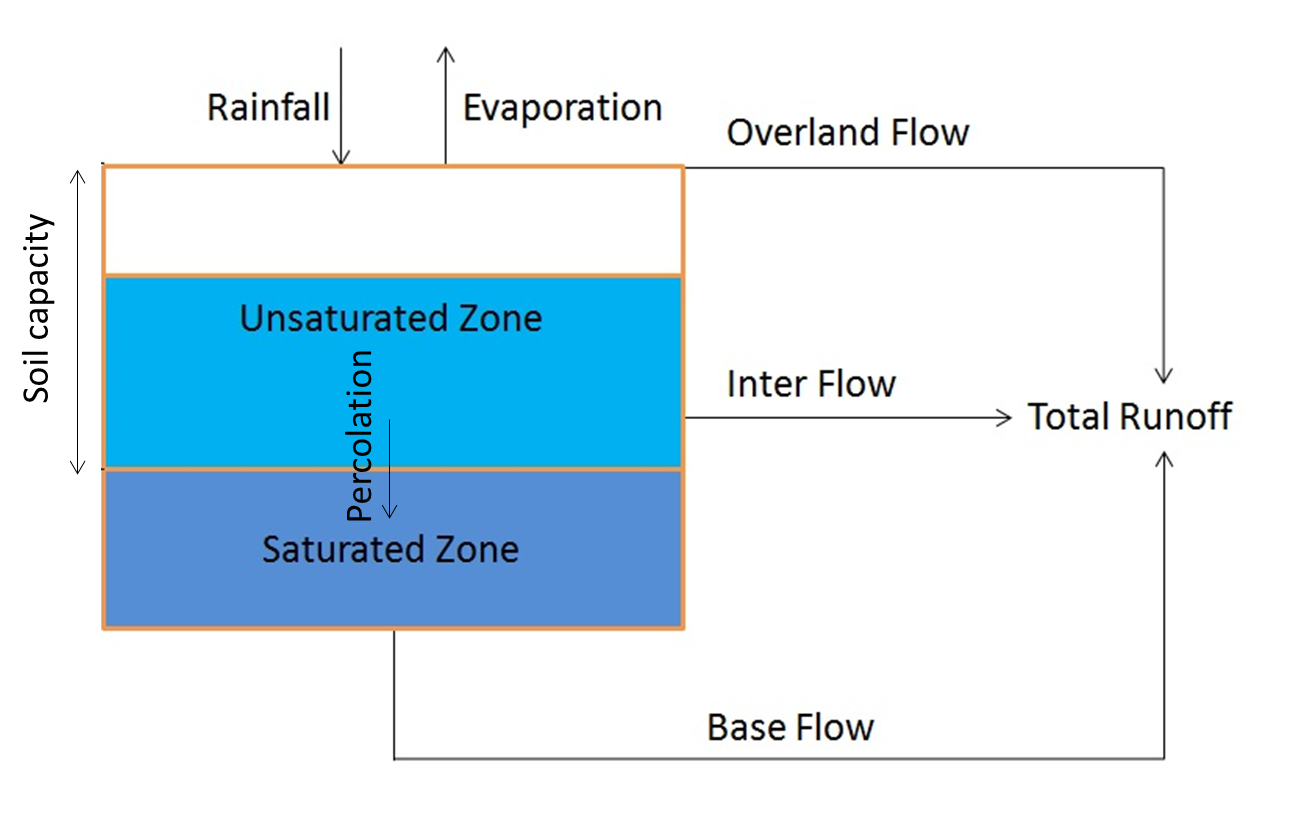 Rainfall
Evaporation
Overland Flow
Soil capacity
Unsaturated Zone
Percolation
Inter Flow
Total Runoff
Saturated Zone
Base Flow